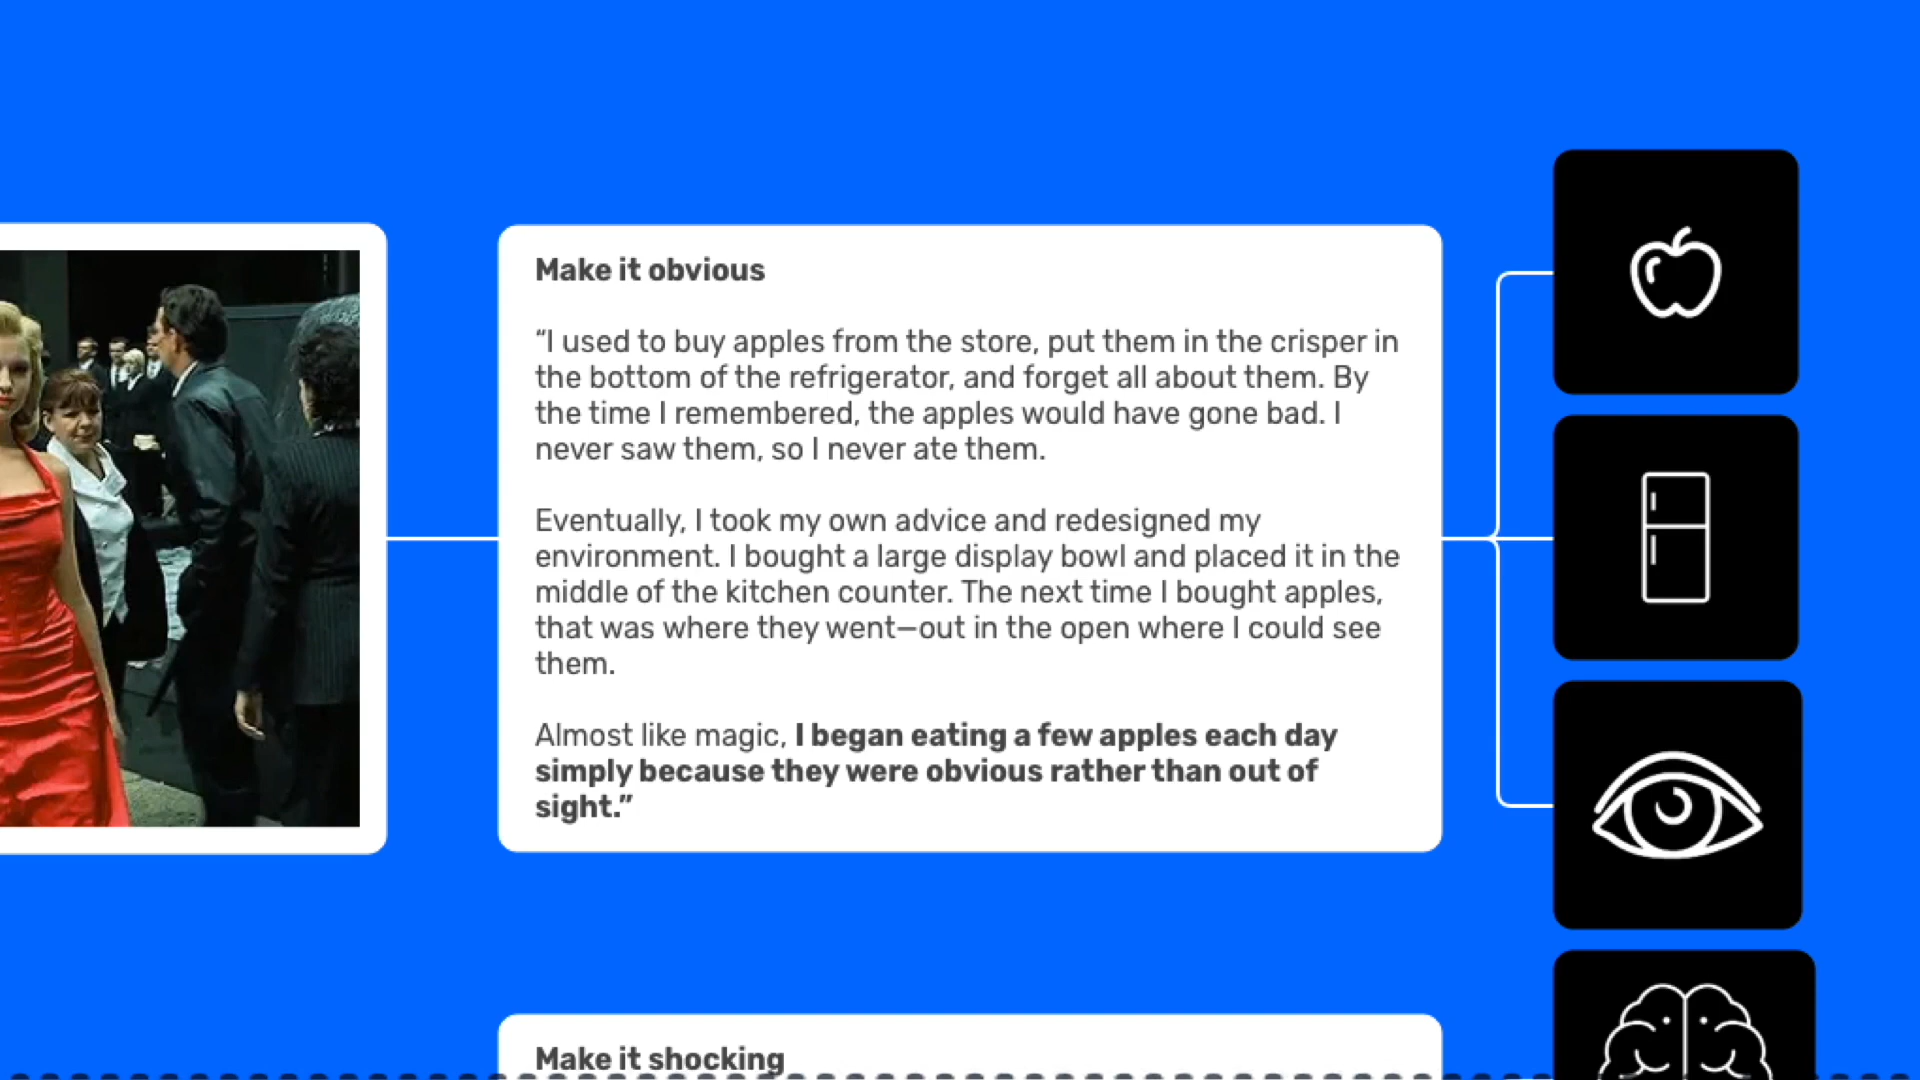 Make it obvious
“I used to buy apples from the store, put them in the crisper in
the bottom of the refrigerator, and forget all about them. By
the time I remembered, the apples would have gone bad. I
never saw them, so I never ate them.
Eventually, I took my own advice and redesigned my
environment. I bought a large display bowl and placed it in the
middle of the kitchen counter. The next time I bought apples,
that was where they went—out in the open where I could see
them.
Almost like magic, I began eating a few apples each day
simply because they were obvious rather than out of
sight.”
Make it shocking